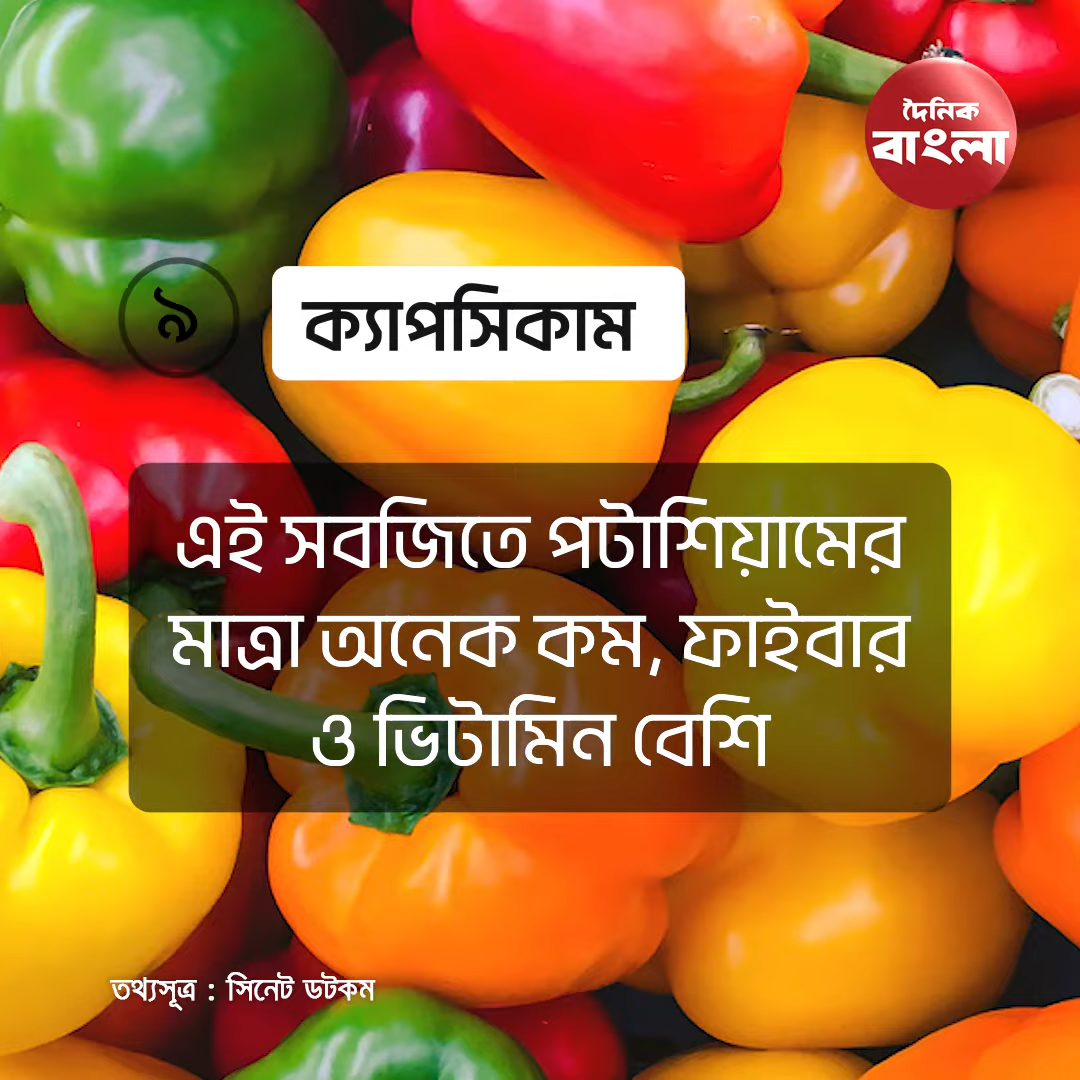 দৈনিক
বাংলা
৯
ক্যাপসিকাম
এই সবজিতে পটাশিয়ামের
মাত্রা অনেক কম, ফাইবার
ও ভিটামিন বেশি
তথ্যসূত্র : সিনেট ডটকম